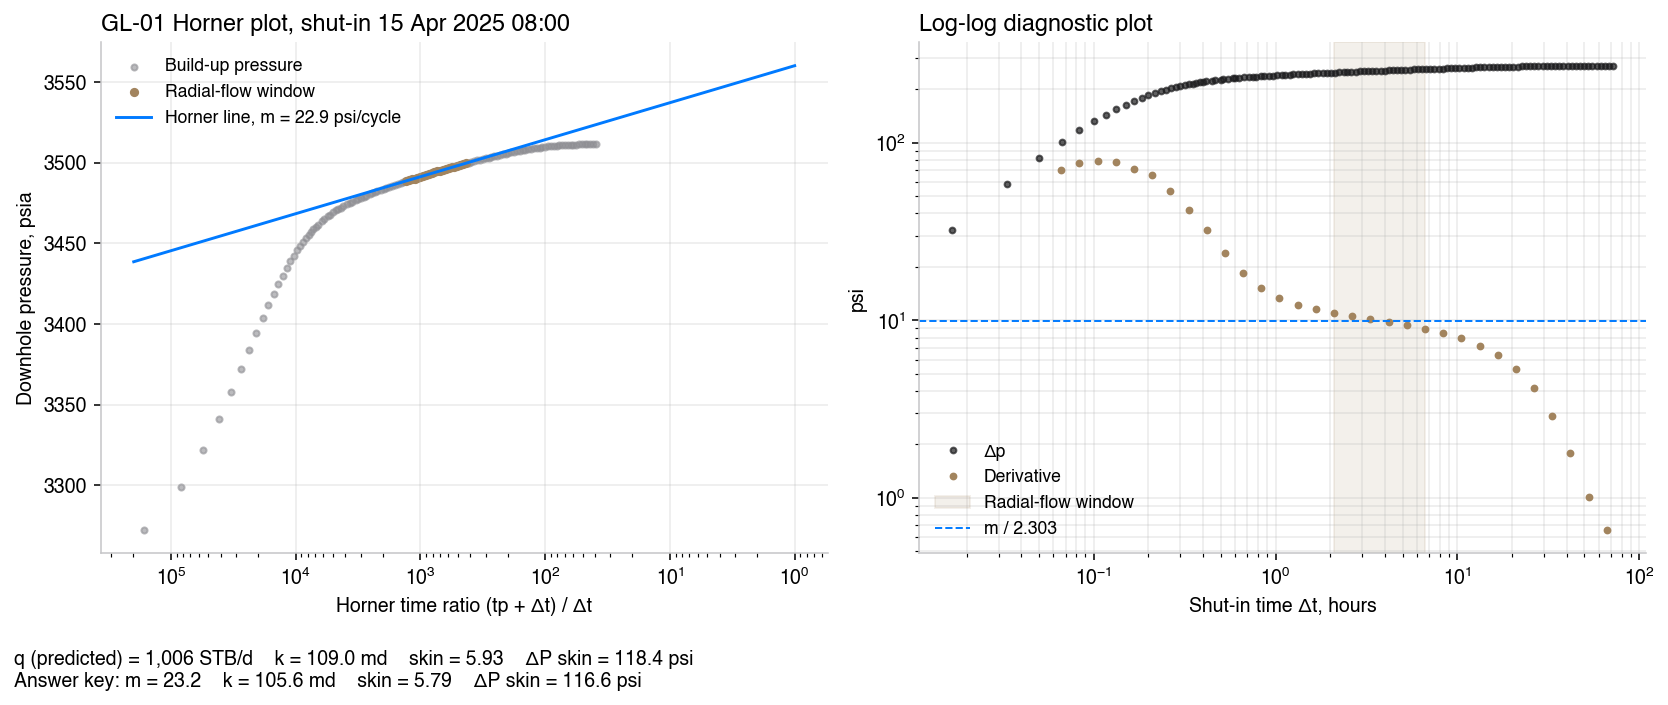 GL-01 Horner plot, shut-in 15 Apr 2025 08:00
Build-up pressure
Radial-flow window
Horner line, m = 22.9 psi/cycle
Downhole pressure, psia
3550
3500
3450
3400
3350
3300
10⁵
10⁴
10³
10²
10¹
10⁰
Horner time ratio (tp + Δt) / Δt
Log-log diagnostic plot
psi
10²
10¹
10⁰
Δp
Derivative
Radial-flow window
m / 2.303
10⁻¹
10⁰
10¹
10²
Shut-in time Δt, hours
q (predicted) = 1,006 STB/d k = 109.0 md skin = 5.93 ΔP skin = 118.4 psi
Answer key: m = 23.2 k = 105.6 md skin = 5.79 ΔP skin = 116.6 psi